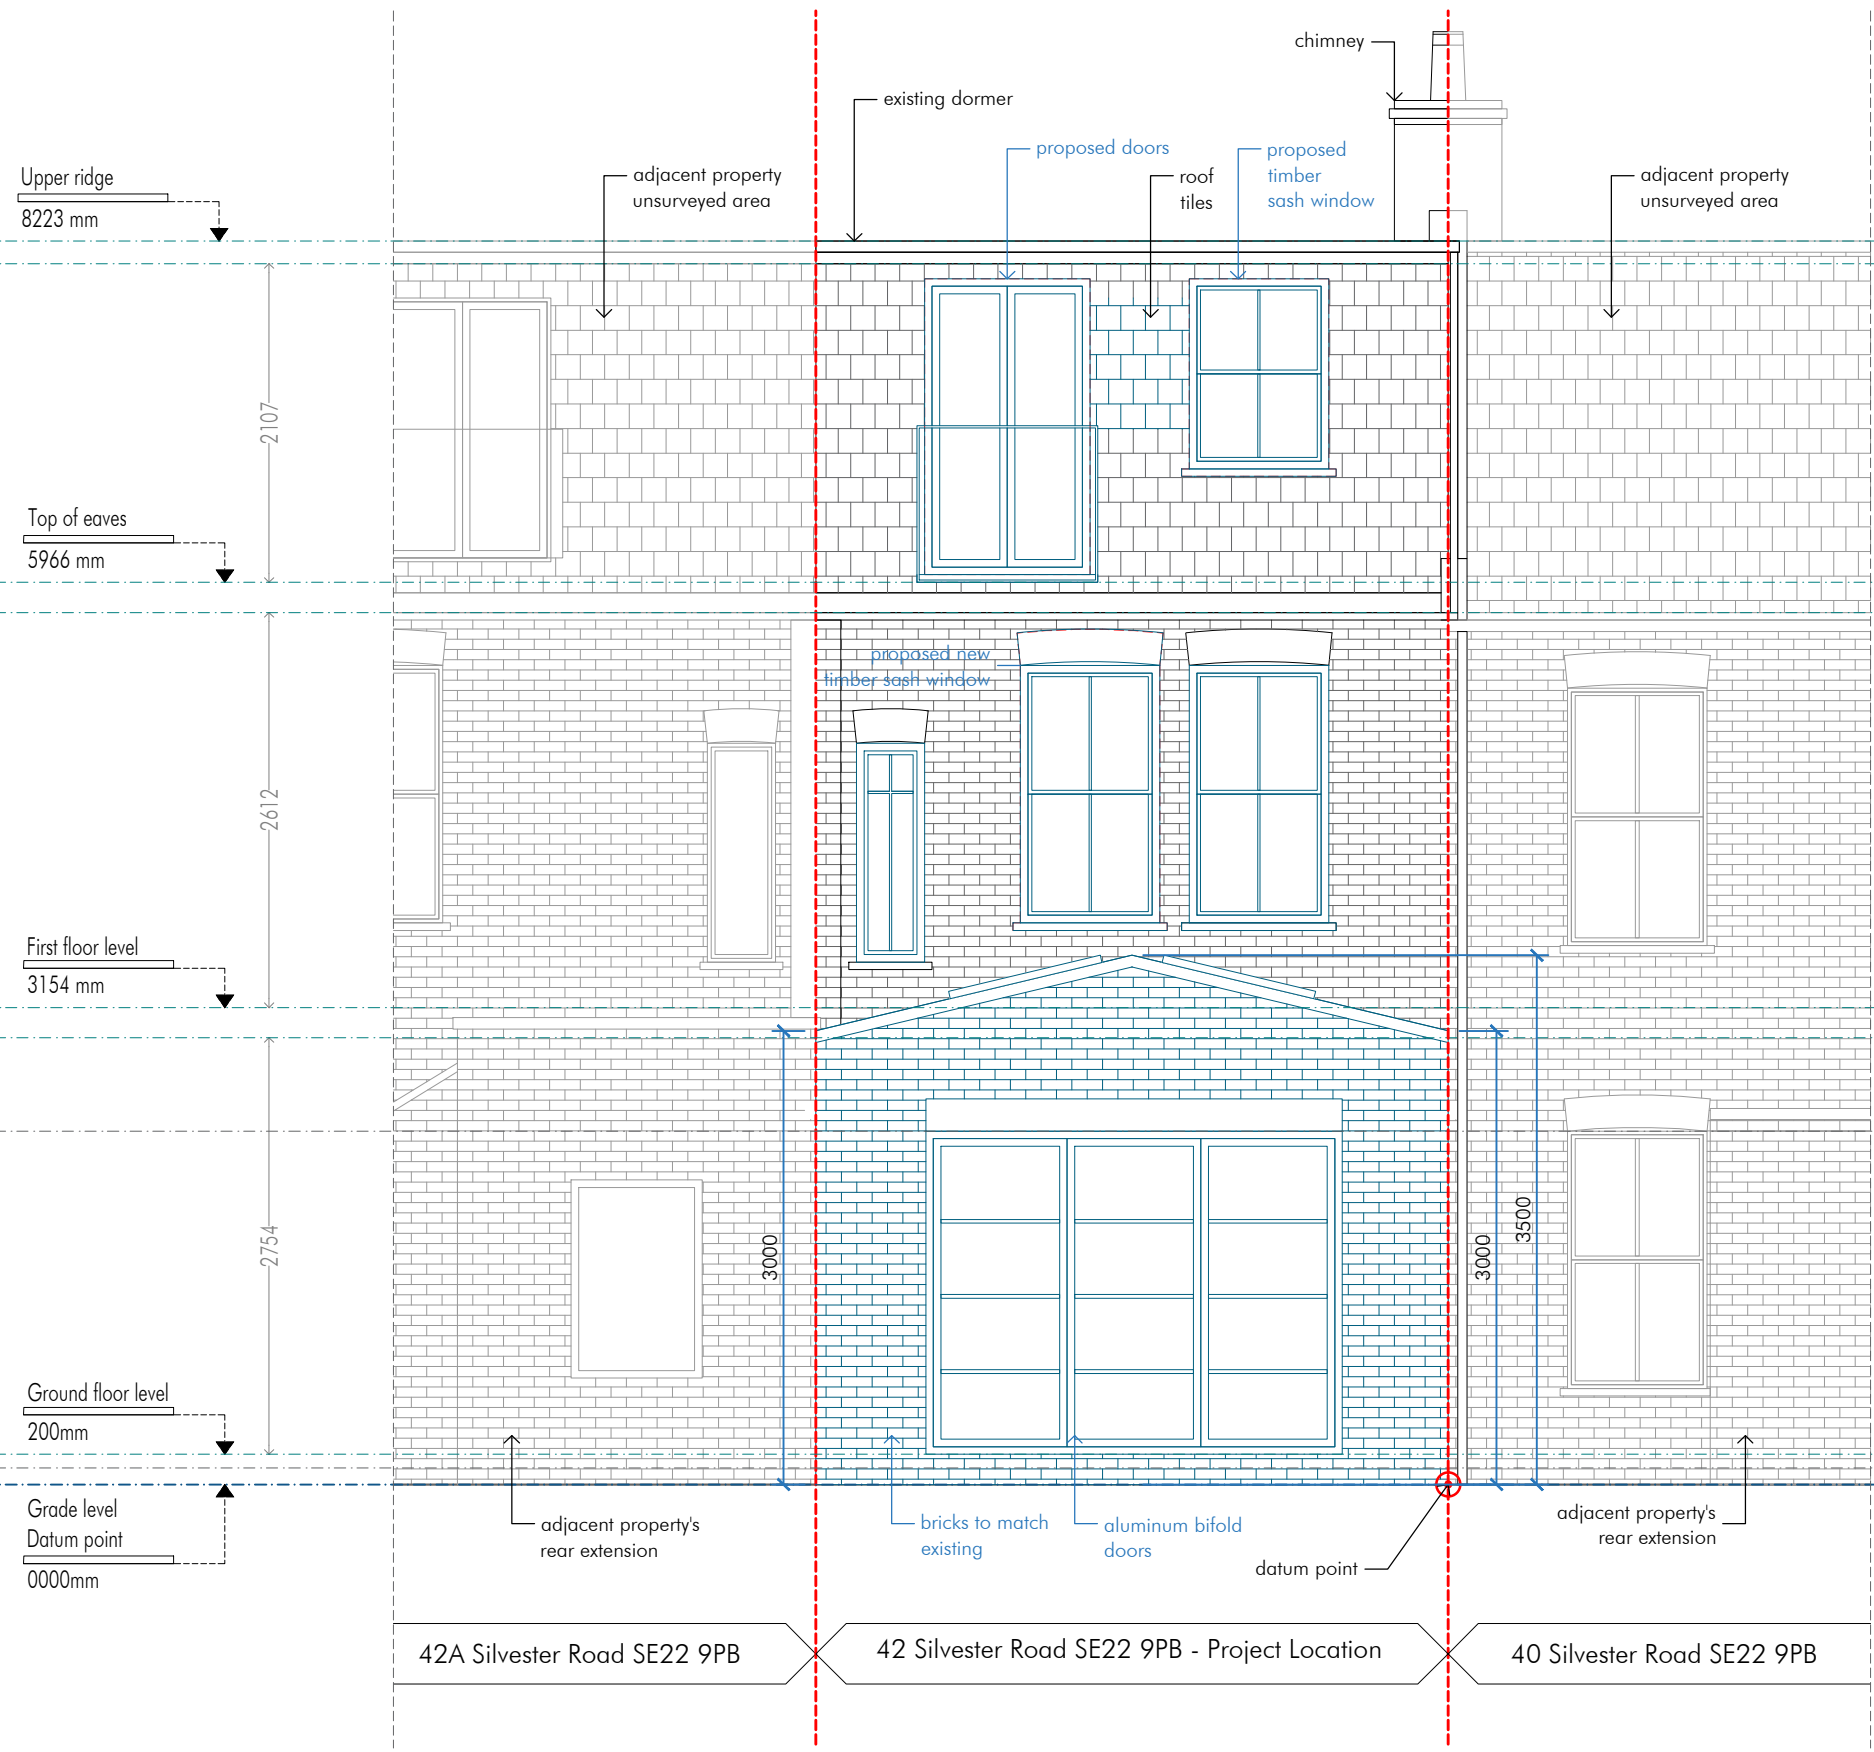 chimney
existing dormer
proposed doors
proposed
timber
sash window
roof
tiles
adjacent property
unsurveyed area
adjacent property
unsurveyed area
Upper ridge
8223 mm
2107
Top of eaves
5966 mm
proposed new
timber sash window
2612
First floor level
3154 mm
2754
3000
3000
3500
Ground floor level
200mm
Grade level
Datum point
0000mm
adjacent property's
rear extension
bricks to match
existing
aluminum bifold
doors
datum point
adjacent property's
rear extension
42A Silvester Road SE22 9PB
42 Silvester Road SE22 9PB - Project Location
40 Silvester Road SE22 9PB